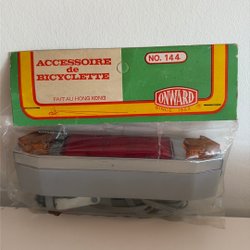 ACCESSOIRE
de
BICYCLETTE
FAIT AU HONG KONG
NO. 144
ONWARD